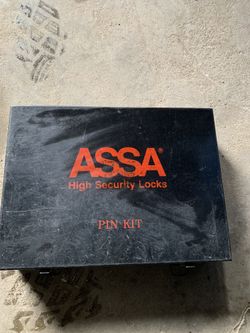 ASSA®
High Security Locks
PIN KIT